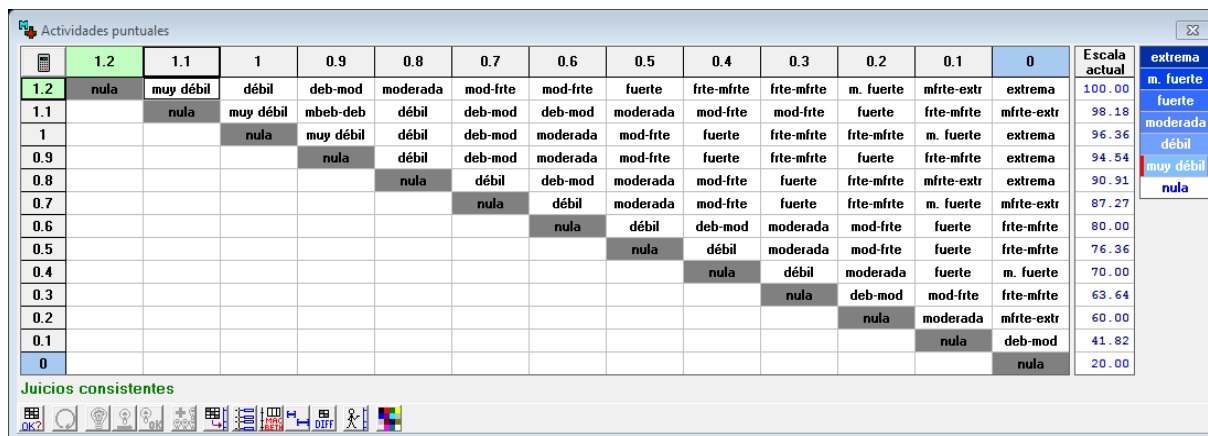 Actividades puntuales
1.2 1.1 1 0.9 0.8 0.7 0.6 0.5 0.4 0.3 0.2 0.1 0 Escala actual extrema
1.2 nula muy débil débil deb-mod moderada mod-frte mod-frte fuerte frte-mfrte frte-mfrte m. fuerte mfrte-extr extrema 100.00 m. fuerte
1.1 nula muy débil mbeb-deb débil deb-mod deb-mod moderada mod-frte mod-frte fuerte frte-mfrte mfrte-extr 98.18 fuerte
1 nula muy débil débil deb-mod moderada mod-frte fuerte frte-mfrte frte-mfrte m. fuerte extrema 96.36 moderada
0.9 nula débil deb-mod moderada mod-frte fuerte frte-mfrte fuerte frte-mfrte extrema 94.54 débil
0.8 nula débil deb-mod moderada mod-frte fuerte frte-mfrte mfrte-extr extrema 90.91 muy débil
0.7 nula débil moderada mod-frte fuerte frte-mfrte m. fuerte mfrte-extr 87.27 nula
0.6 nula débil deb-mod moderada mod-frte fuerte frte-mfrte 80.00
0.5 nula débil moderada mod-frte fuerte frte-mfrte 76.36
0.4 nula débil moderada fuerte m. fuerte 70.00
0.3 nula deb-mod mod-frte frte-mfrte 63.64
0.2 nula moderada mfrte-extr 60.00
0.1 nula deb-mod 41.82
0 nula 20.00
Juicios consistentes
OK? OK MAC BETH DIFF